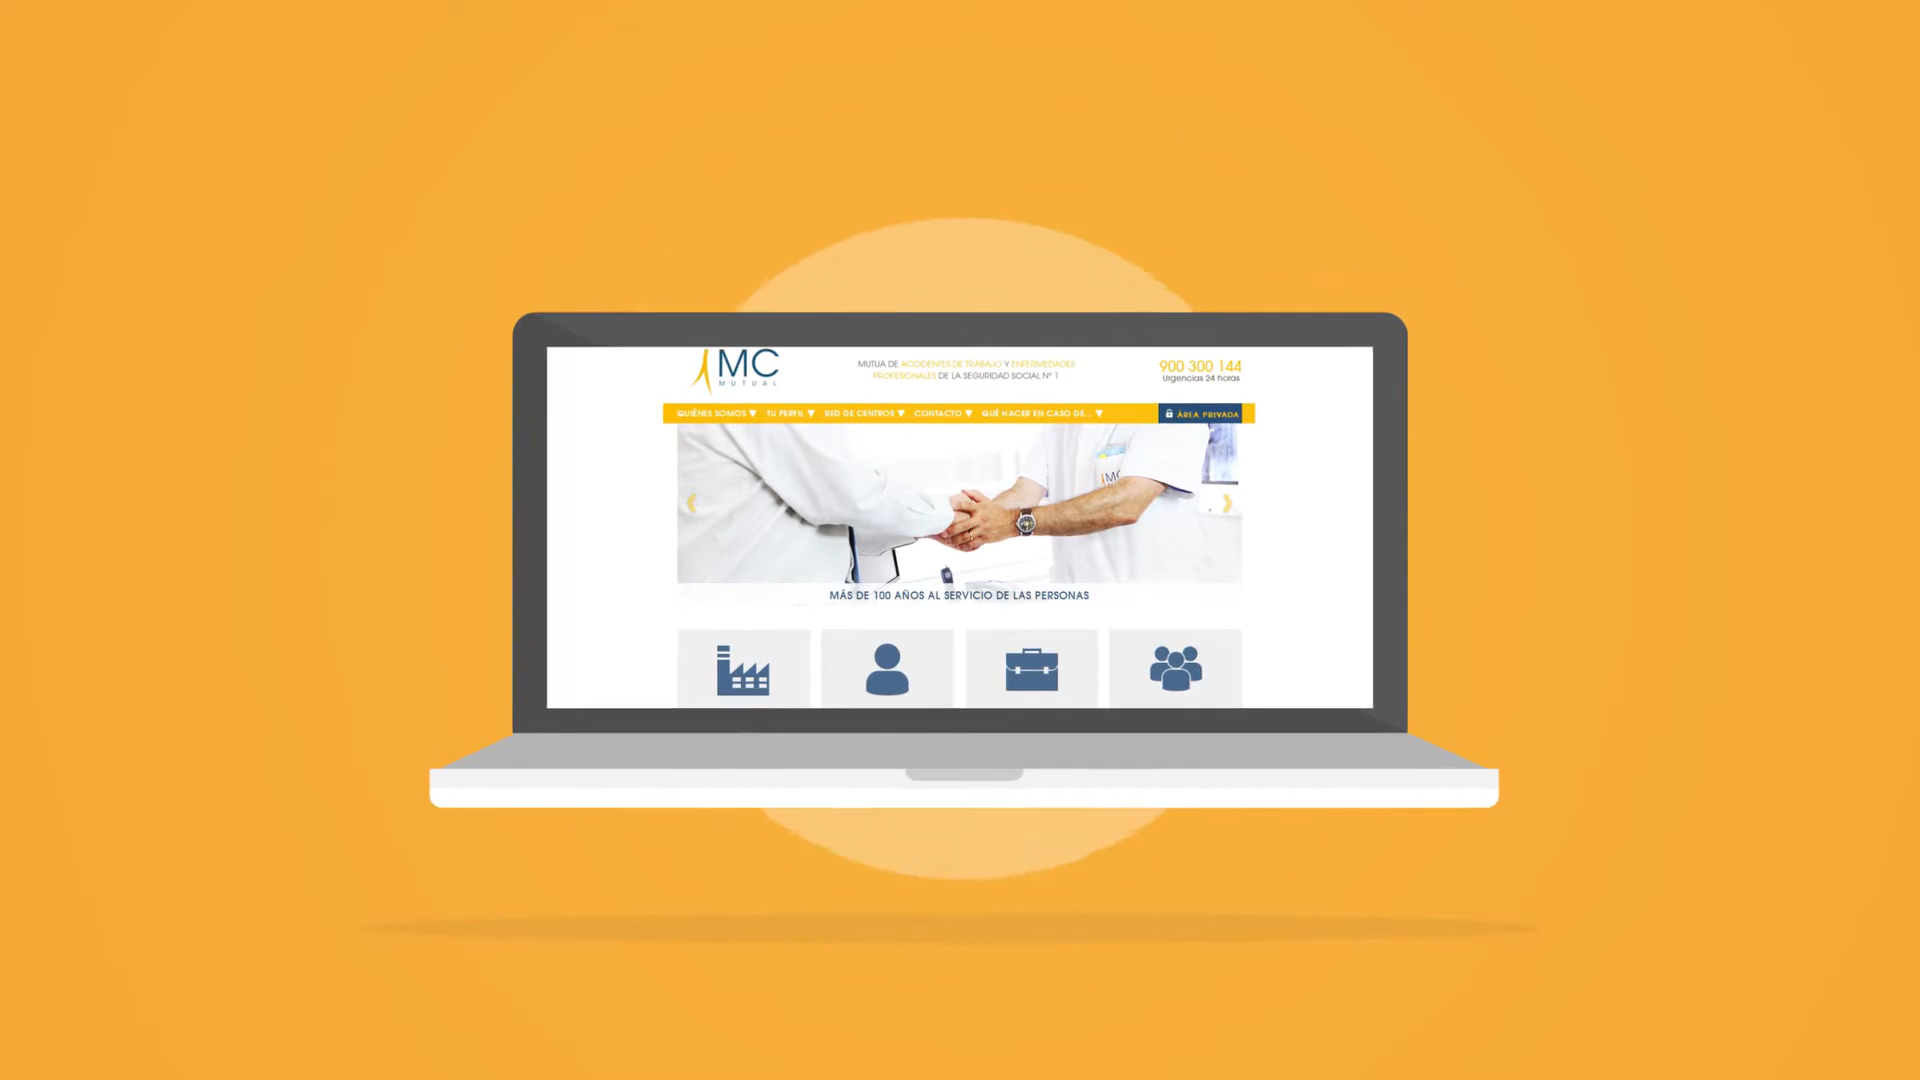 MC
MUTUAL
MUTUA DE ACCIDENTES DE TRABAJO Y ENFERMEDADES
PROFESIONALES DE LA SEGURIDAD SOCIAL Nº 1
900 300 144
Urgencias 24 horas
QUIÉNES SOMOS ▼ TU PERFIL ▼ RED DE CENTROS ▼ CONTACTO ▼ QUÉ HACER EN CASO DE... ▼
ÁREA PRIVADA
MC
MÁS DE 100 AÑOS AL SERVICIO DE LAS PERSONAS